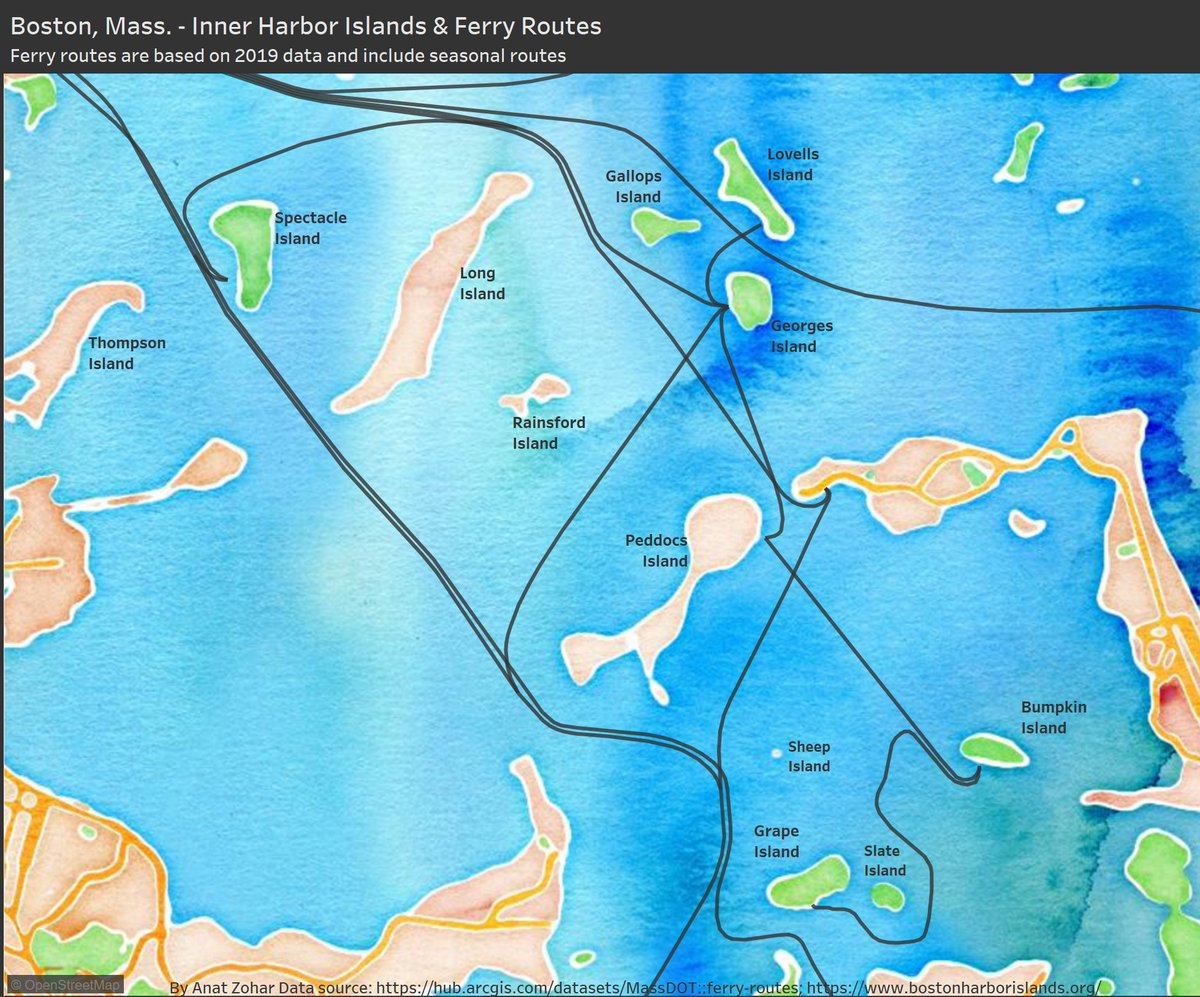 Boston, Mass. - Inner Harbor Islands & Ferry Routes
Ferry routes are based on 2019 data and include seasonal routes
Lovells
Island
Gallops
Island
Spectacle
Island
Long
Island
Georges
Island
Thompson
Island
Rainsford
Island
Peddocs
Island
Bumpkin
Island
Sheep
Island
Grape
Island
Slate
Island
© OpenStreetMap
By Anat Zohar Data source: https://hub.arcgis.com/datasets/MassDOT::ferry-routes; https://www.bostonharborislands.org/